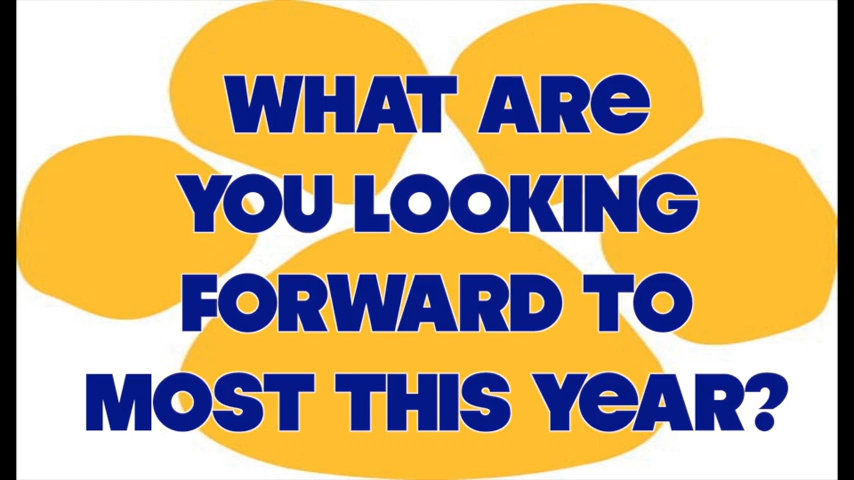 WHAT ARe
YOU LOOKING
FORWARD TO
MOST THIS YeAR?